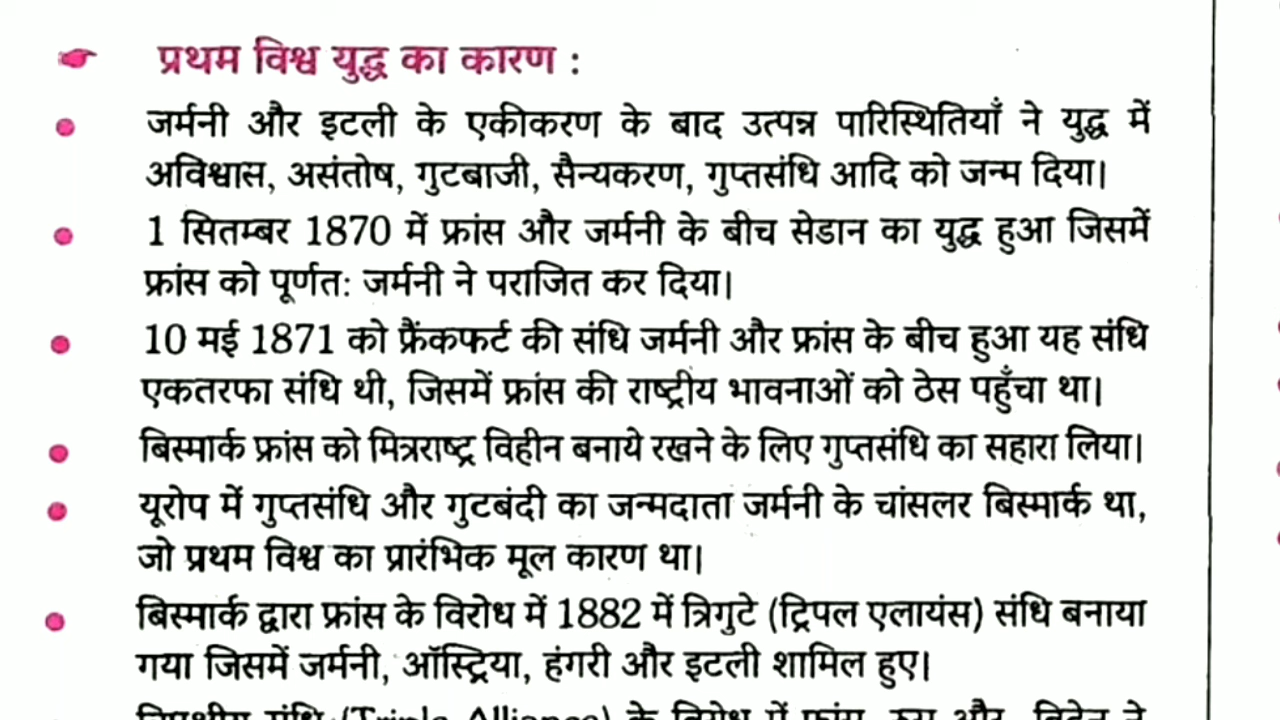 प्रथम विश्व युद्ध का कारण :
जर्मनी और इटली के एकीकरण के बाद उत्पन्न पारिस्थितियाँ ने युद्ध में
अविश्वास, असंतोष, गुटबाजी, सैन्यकरण, गुप्तसंधि आदि को जन्म दिया।
1 सितम्बर 1870 में फ्रांस और जर्मनी के बीच सेडान का युद्ध हुआ जिसमें
फ्रांस को पूर्णत: जर्मनी ने पराजित कर दिया।
10 मई 1871 को फ्रैंकफर्ट की संधि जर्मनी और फ्रांस के बीच हुआ यह संधि
एकतरफा संधि थी, जिसमें फ्रांस की राष्ट्रीय भावनाओं को ठेस पहुँचा था।
बिस्मार्क फ्रांस को मित्रराष्ट्र विहीन बनाये रखने के लिए गुप्तसंधि का सहारा लिया।
यूरोप में गुप्तसंधि और गुटबंदी का जन्मदाता जर्मनी के चांसलर बिस्मार्क था,
जो प्रथम विश्व का प्रारंभिक मूल कारण था।
बिस्मार्क द्वारा फ्रांस के विरोध में 1882 में त्रिगुटे (ट्रिपल एलायंस) संधि बनाया
गया जिसमें जर्मनी, ऑस्ट्रिया, हंगरी और इटली शामिल हुए।
संधि (Triple Alliance) के विरोध में फ्रांस, रूस और ब्रिटेन ने